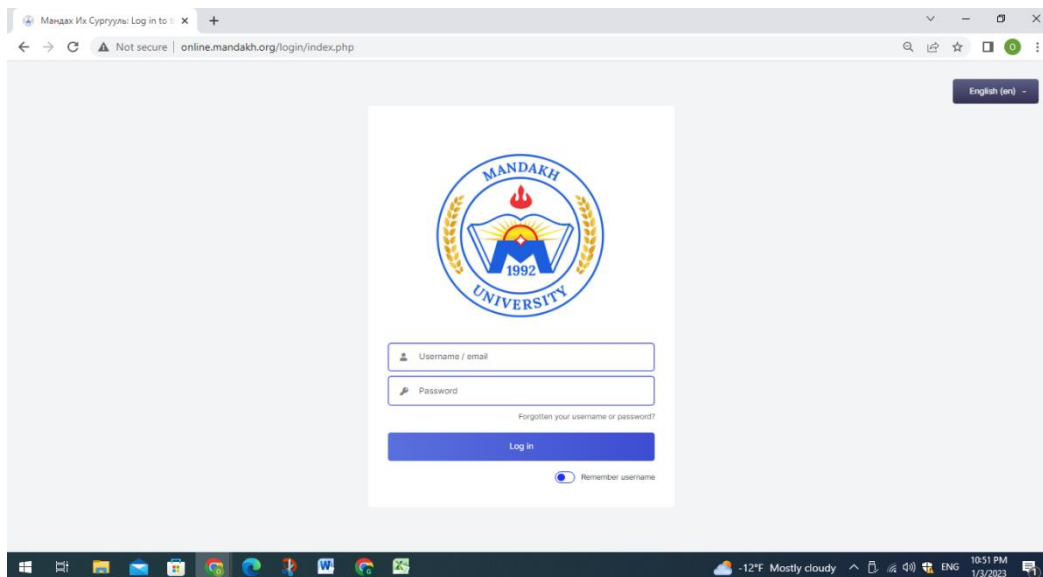 Мандах Их Сургууль: Log in to t
Not secure | online.mandakh.org/login/index.php
O
English (en)
MANDAKH
1992
UNIVERSITY
Username / email
Password
Forgotten your username or password?
Log in
Remember username
-12°F Mostly cloudy ENG 10:51 PM
1/3/2023